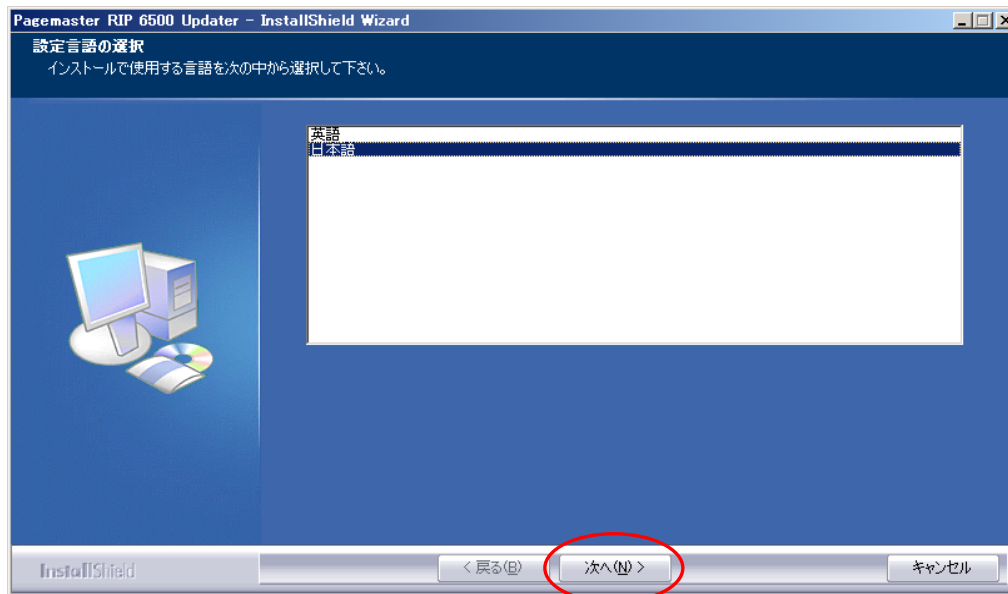 Pagemaster RIP 6500 Updater - InstallShield Wizard
設定言語の選択
インストールで使用する言語を次の中から選択して下さい。
英語
日本語
InstallShield
< 戻る(B)
次へ(N) >
キャンセル